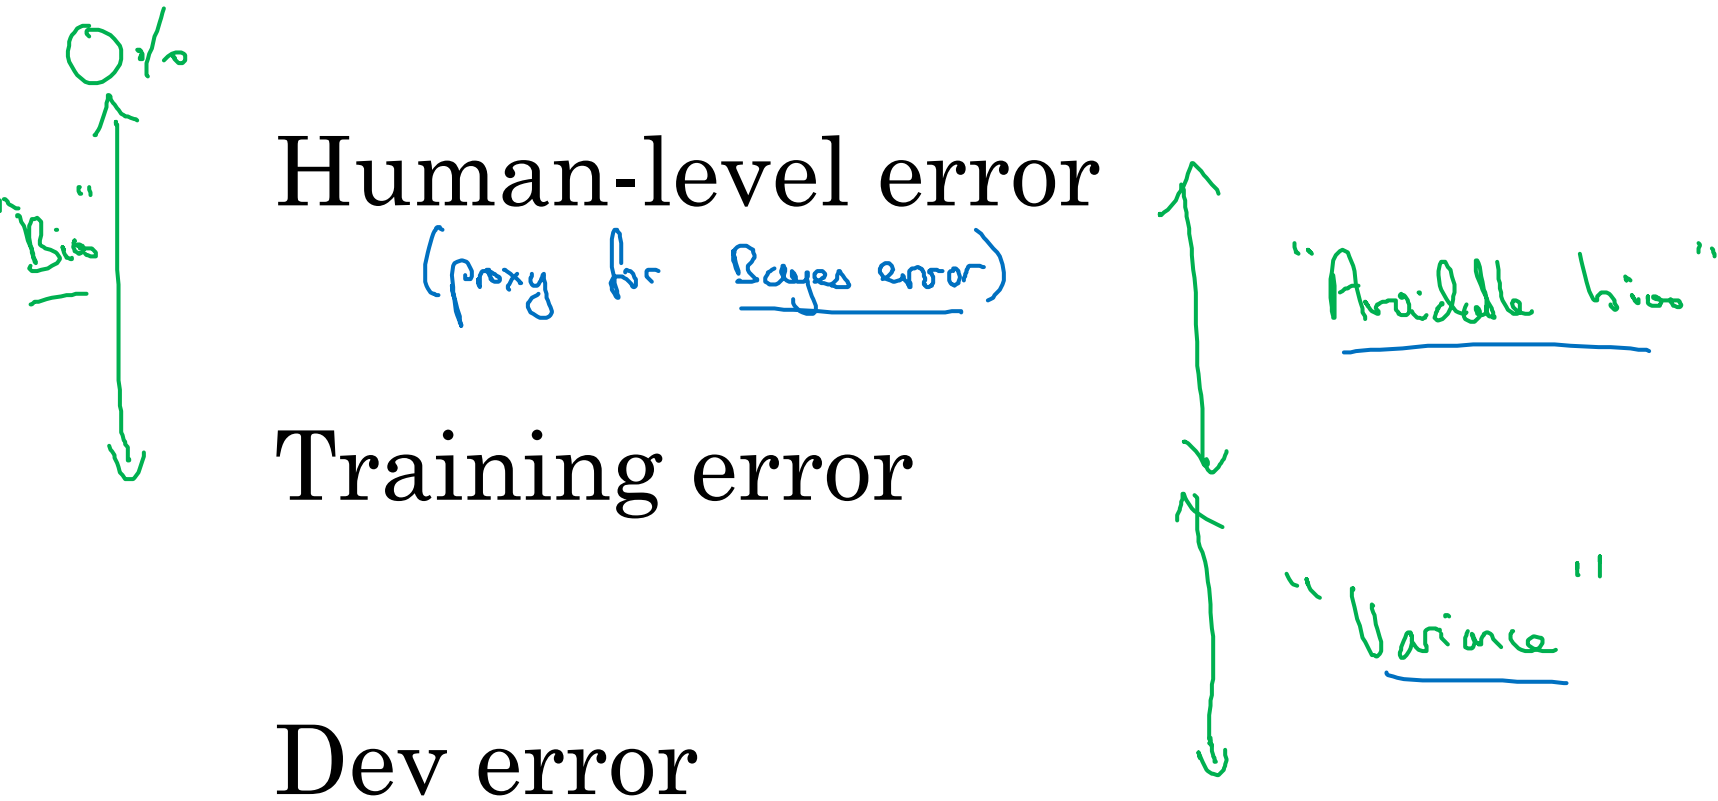 0%
Human-level error
"Bias"
(proxy for Bayes error)
"Avoidable bias"
Training error
"Variance"
Dev error